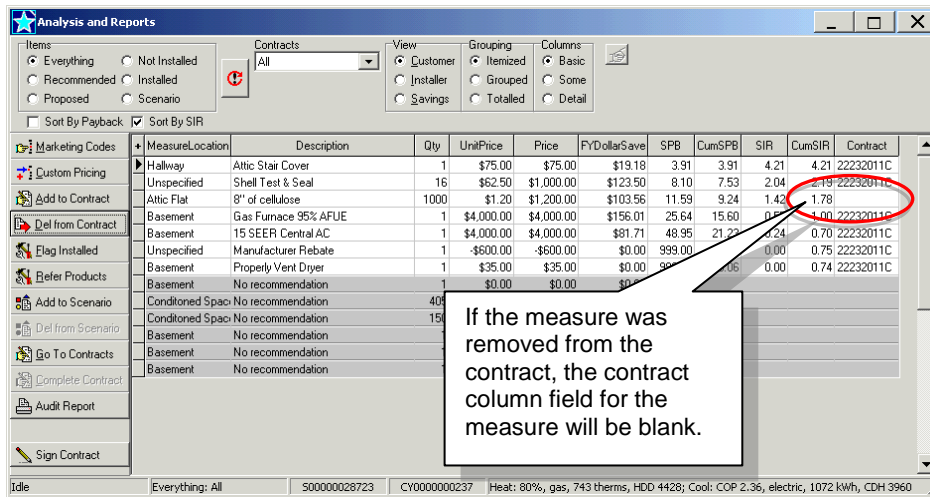 Analysis and Reports
Items
Contracts
View
Grouping
Columns
Everything
Not Installed
All
Customer
Itemized
Basic
Recommended
Installed
Installer
Grouped
Some
Proposed
Scenario
Savings
Totalled
Detail
Sort By Payback
Sort By SIR
Marketing Codes
Custom Pricing
Add to Contract
Del from Contract
Flag Installed
Refer Products
Add to Scenario
Del from Scenario
Go To Contracts
Complete Contract
Audit Report
Sign Contract
+ MeasureLocation Description Qty UnitPrice Price FYDollarSave SPB CumSPB SIR CumSIR Contract
Hallway Attic Stair Cover 1 $75.00 $75.00 $19.18 3.91 3.91 4.21 4.21 22232011C
Unspecified Shell Test & Seal 16 $62.50 $1,000.00 $123.50 8.10 7.53 2.04 2.19 22232011C
Attic Flat 8" of cellulose 1000 $1.20 $1,200.00 $103.56 11.59 9.24 1.42 1.78
Basement Gas Furnace 95% AFUE 1 $4,000.00 $4,000.00 $156.01 25.64 15.60 1.00 22232011C
Basement 15 SEER Central AC 1 $4,000.00 $4,000.00 $81.71 48.95 21.23 0.24 0.70 22232011C
Unspecified Manufacturer Rebate 1 -$600.00 -$600.00 $0.00 999.00 0.00 0.75 22232011C
Basement Properly Vent Dryer 1 $35.00 $35.00 $0.00 0.00 0.74 22232011C
Basement No recommendation 1 $0.00 $0.00
Conditoned Spac No recommendation
Conditoned Spac No recommendation
Basement No recommendation
Basement No recommendation
Basement No recommendation
If the measure was
removed from the
contract, the contract
column field for the
measure will be blank.
Idle
Everything: All
S00000028723
CY0000000237
Heat: 80%, gas, 743 therms, HDD 4428; Cool: COP 2.36, electric, 1072 kWh, CDH 3960